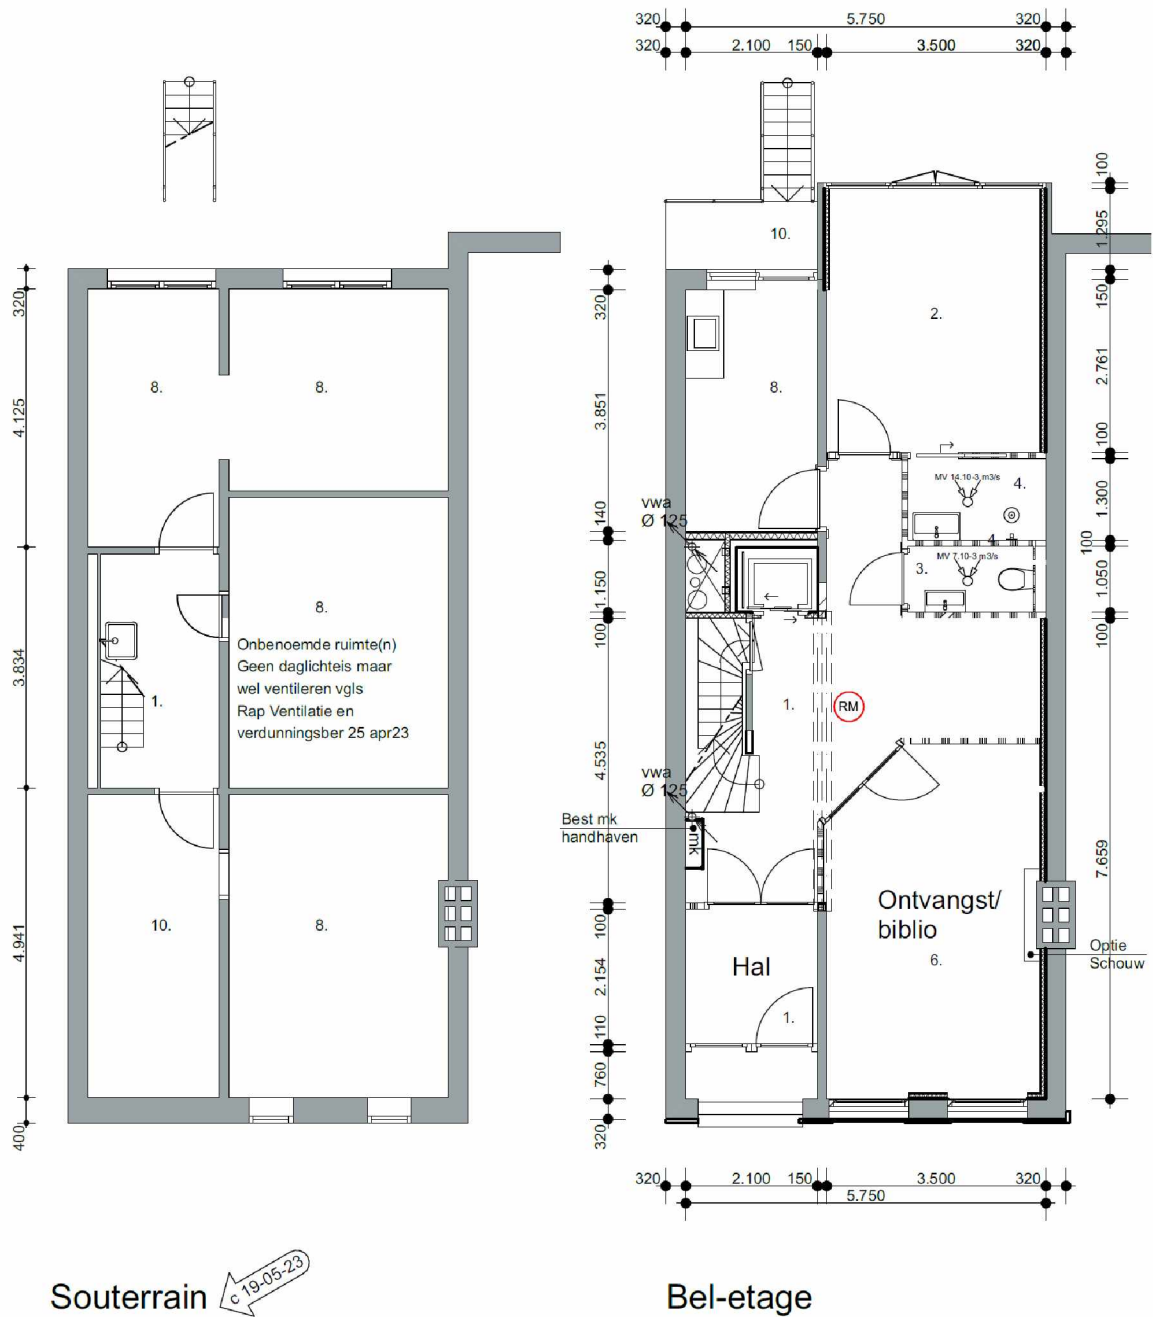 320 5.750 320
320 2.100 150 3.500 320
10.
320
4.125
3.834
4.941
400
8.
8.
8.
Onbenoemde ruimte(n)
Geen daglichteis maar
wel ventileren vgls
Rap Ventilatie en
verdunningsber 25 apr23
1.
10.
8.
320
3.851
140
1.150
100
4.535
100
2.154
110
760
320
2.
8.
vwa
Ø 125
MV 14.10-3 m3/s
4.
4.
MV 7.10-3 m3/s
3.
1.
RM
vwa
Ø 125
Best mk
handhaven
mk
Ontvangst/
biblio
6.
Hal
1.
Optie
Schouw
100
1.295
150
2.761
100
1.300
100
1.050
100
7.659
320 2.100 150 3.500 320
5.750
Souterrain
c 19-05-23
Bel-etage